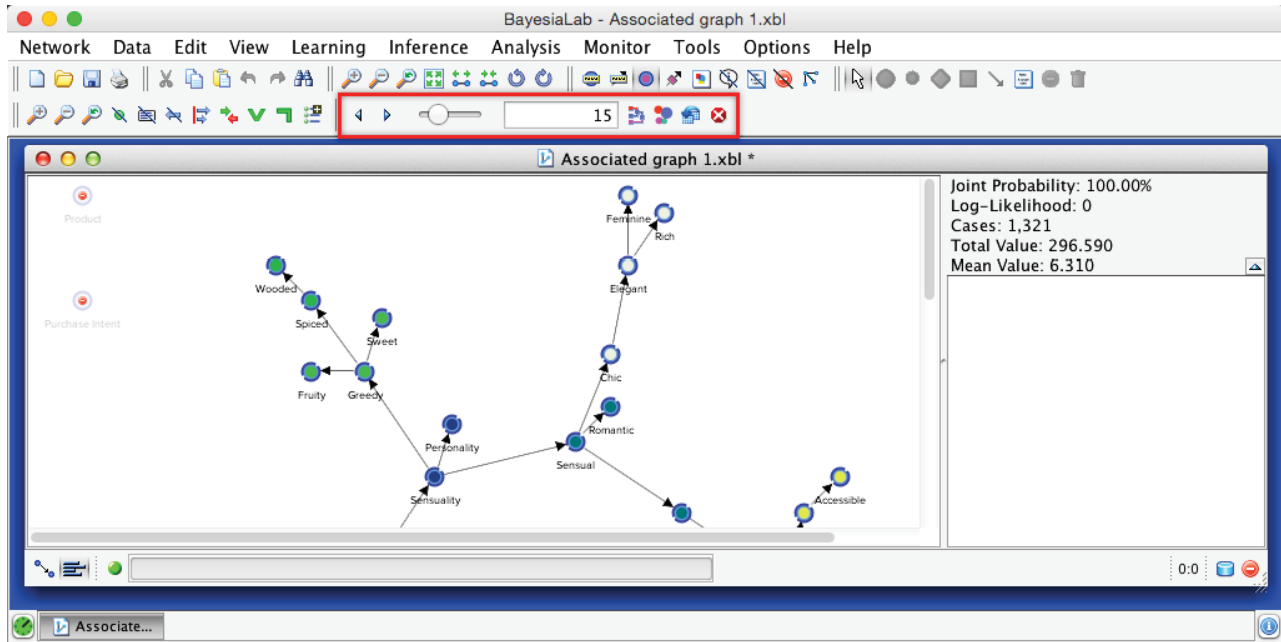 BayesiaLab - Associated graph 1.xbl
Network Data Edit View Learning Inference Analysis Monitor Tools Options Help
15
Associated graph 1.xbl *
Product
Purchase Intent
Feminine
Rich
Elegant
Wooded
Spiced
Sweet
Fruity
Greedy
Chic
Romantic
Personality
Sensual
Sensuality
Accessible
Joint Probability: 100.00%
Log-Likelihood: 0
Cases: 1,321
Total Value: 296.590
Mean Value: 6.310
0:0
Associate...